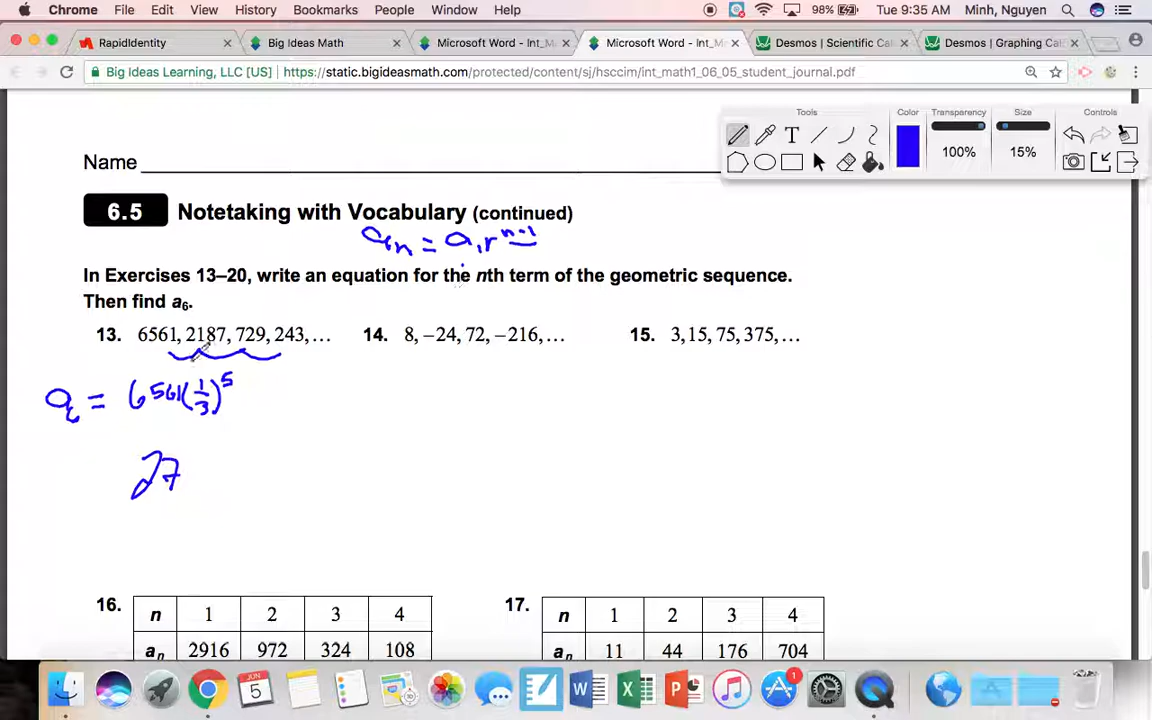 Chrome File Edit View History Bookmarks People Window Help 98% Tue 9:35 AM Minh, Nguyen
RapidIdentity × Big Ideas Math × Microsoft Word - Int_M × Microsoft Word - Int_M × Desmos | Scientific Cal × Desmos | Graphing Cal ×
Big Ideas Learning, LLC [US] https://static.bigideasmath.com/protected/content/sj/hsccim/int_math1_06_05_student_journal.pdf
Tools Color Transparency Size Controls
T 100% 15%
Name
6.5 Notetaking with Vocabulary (continued)
aₙ = a₁rⁿ⁻¹
In Exercises 13–20, write an equation for the nth term of the geometric sequence.
Then find a₆.
13. 6561, 2187, 729, 243, … 14. 8, −24, 72, −216, … 15. 3, 15, 75, 375, …
a₆ = 6561(1/3)⁵
27
16. n 1 2 3 4 17. n 1 2 3 4
aₙ 2916 972 324 108 aₙ 11 44 176 704
JUN
5
1